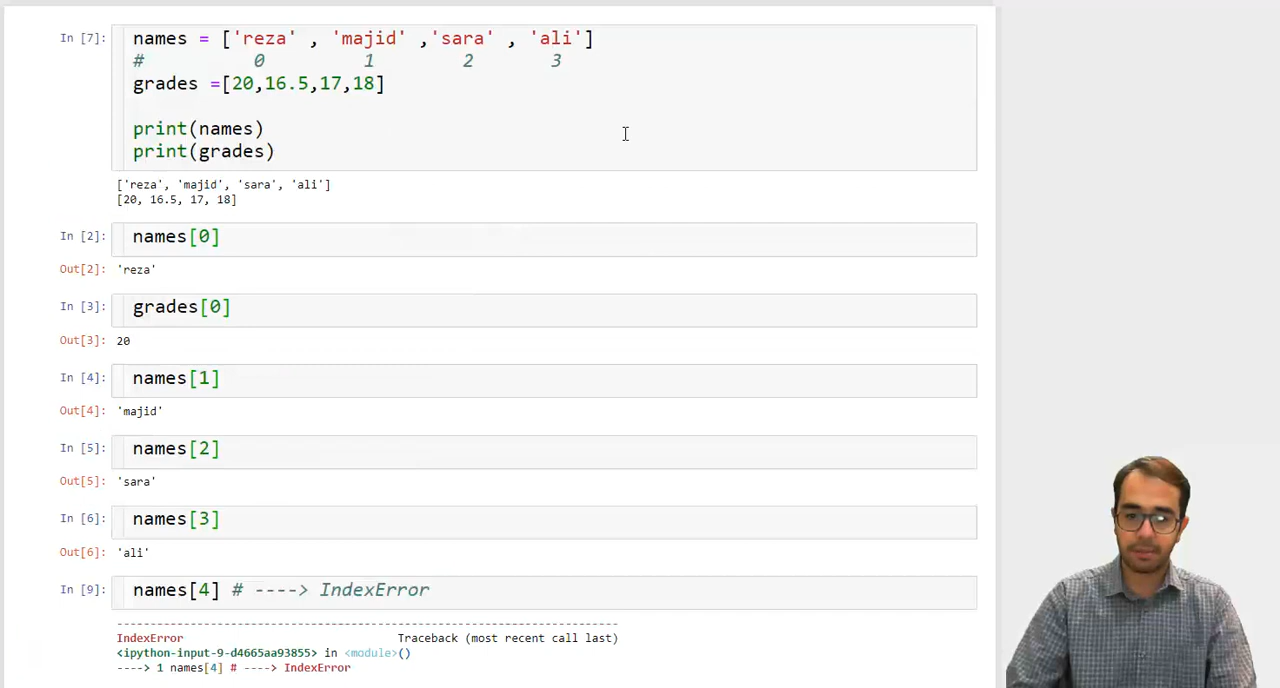 In [7]: names = ['reza' , 'majid' ,'sara' , 'ali']
# 0 1 2 3
grades =[20,16.5,17,18]
print(names)
print(grades)
['reza', 'majid', 'sara', 'ali']
[20, 16.5, 17, 18]
In [2]: names[0]
Out[2]: 'reza'
In [3]: grades[0]
Out[3]: 20
In [4]: names[1]
Out[4]: 'majid'
In [5]: names[2]
Out[5]: 'sara'
In [6]: names[3]
Out[6]: 'ali'
In [9]: names[4] # ----> IndexError
---------------------------------------------------------------------------
IndexError Traceback (most recent call last)
<ipython-input-9-d4665aa93855> in <module>()
----> 1 names[4] # ----> IndexError